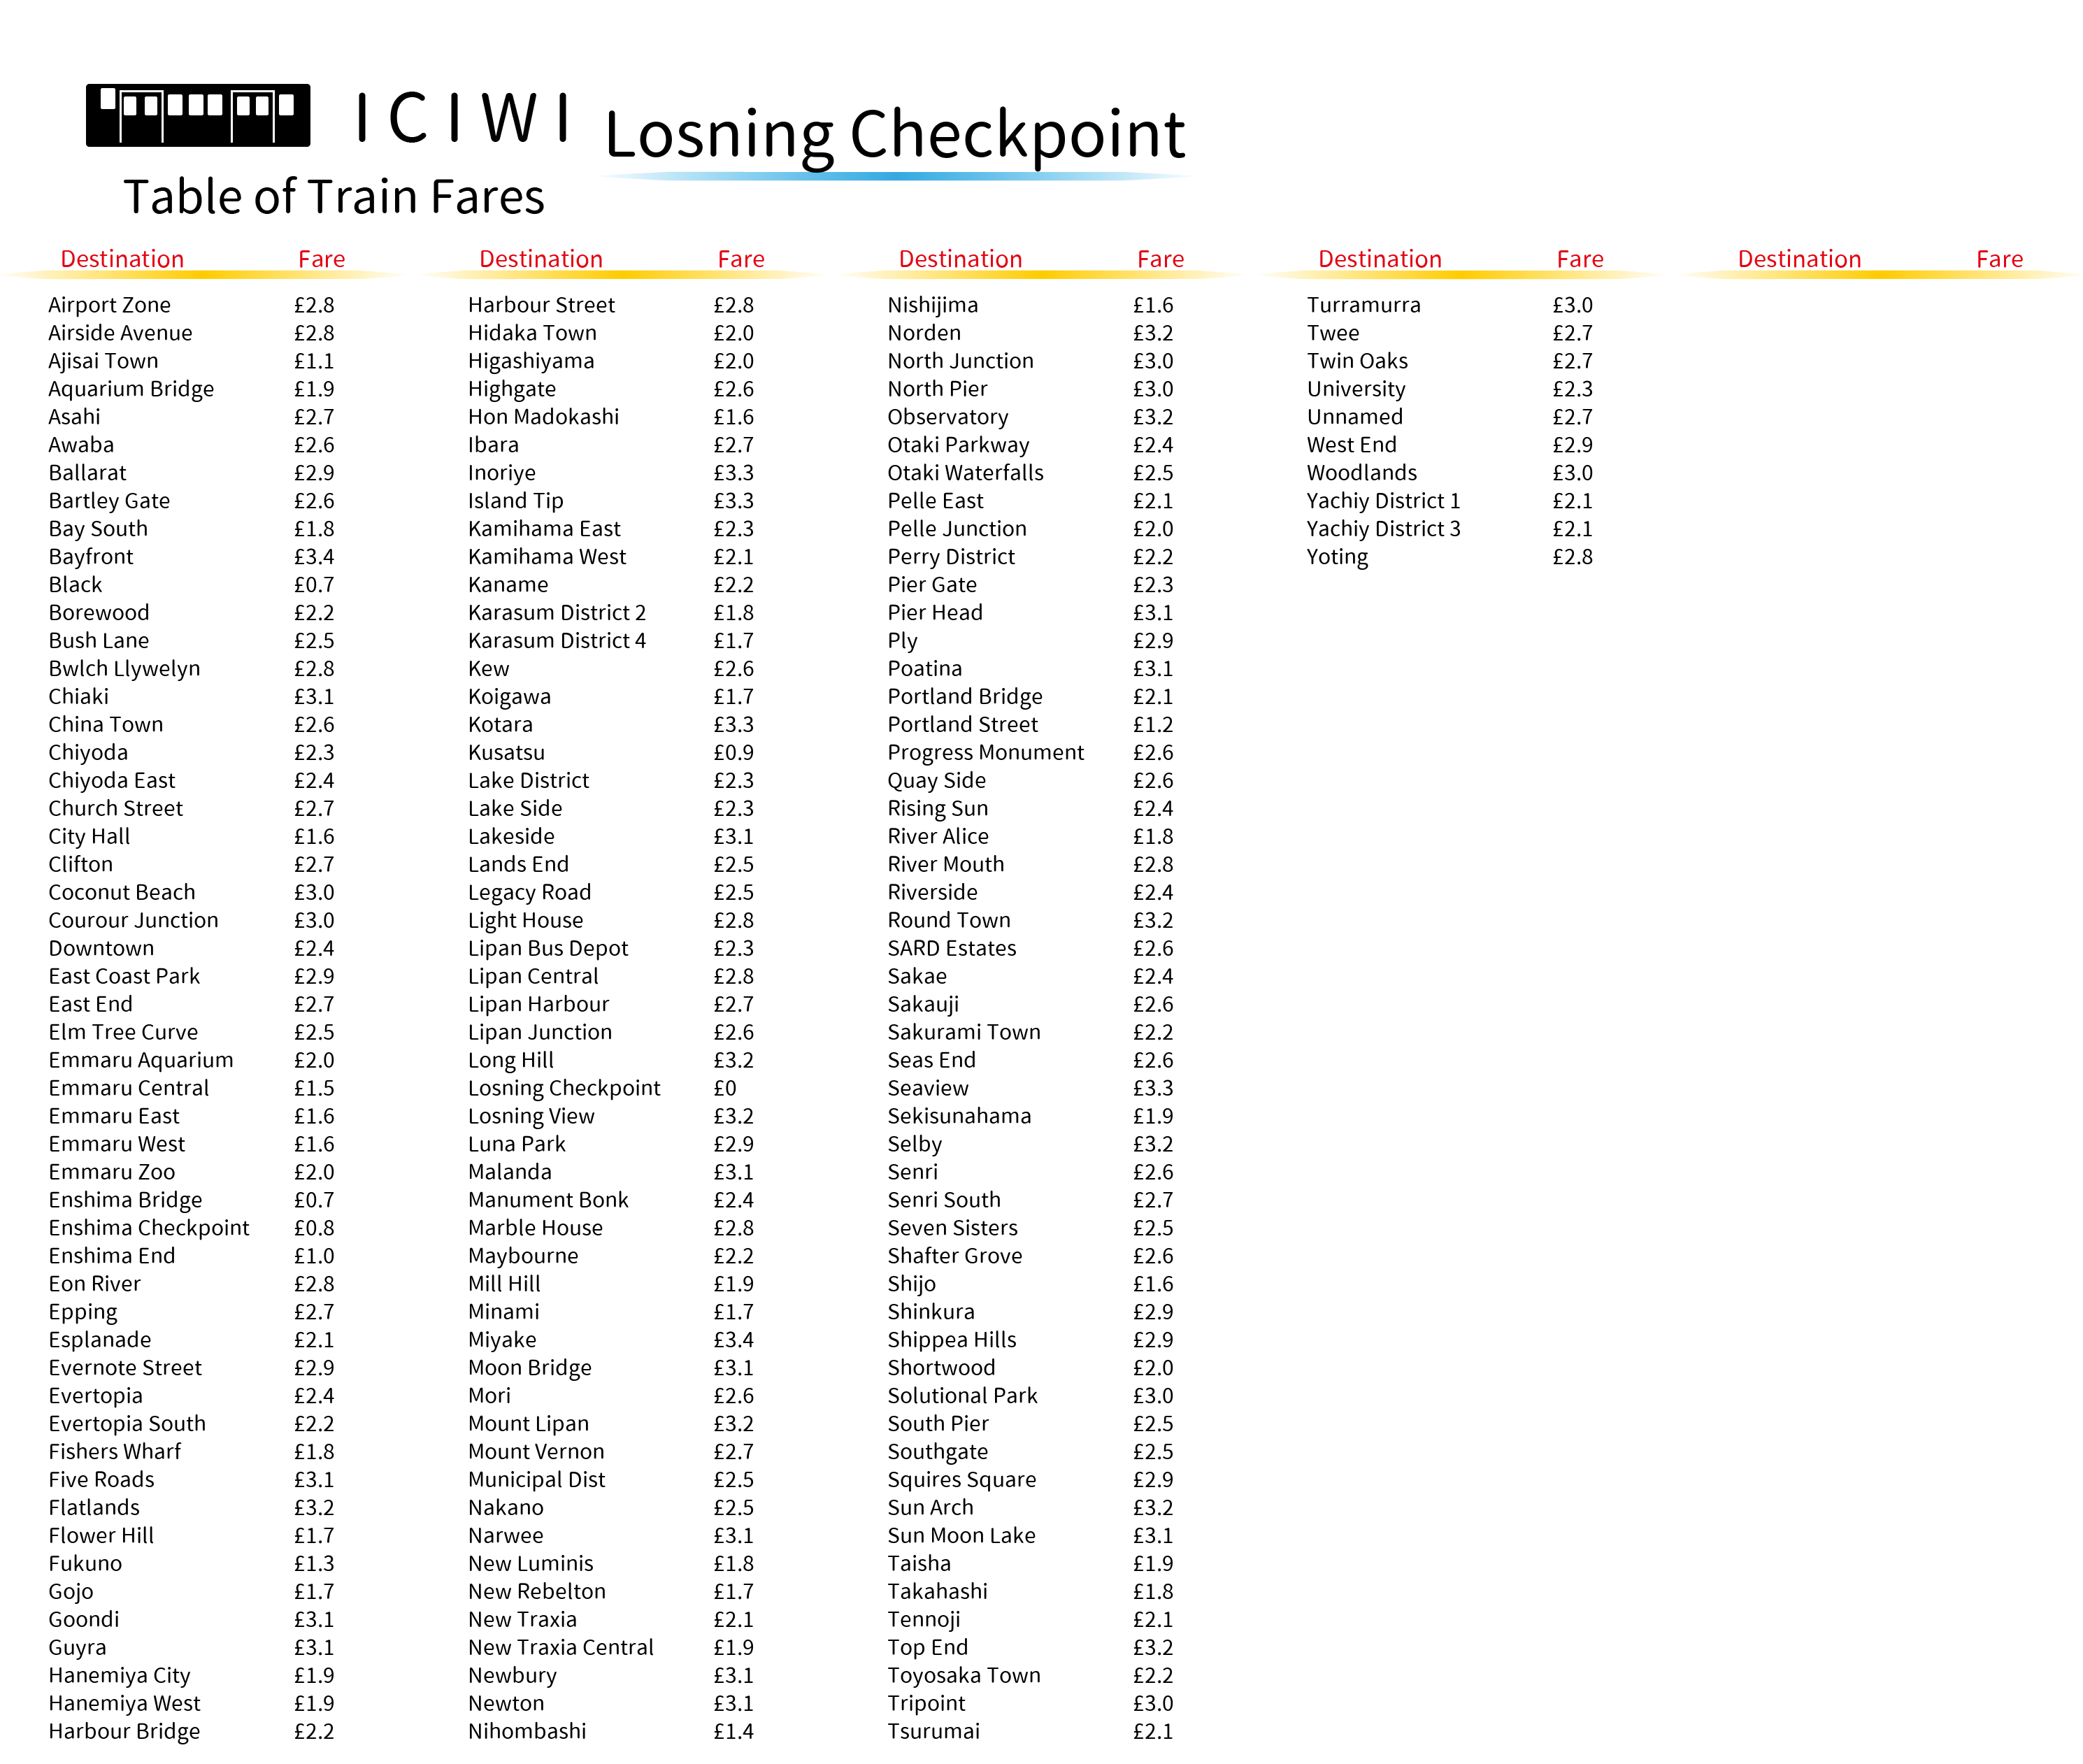 ICIWI
Losning Checkpoint
Table of Train Fares
Destination Fare
Airport Zone £2.8
Airside Avenue £2.8
Ajisai Town £1.1
Aquarium Bridge £1.9
Asahi £2.7
Awaba £2.6
Ballarat £2.9
Bartley Gate £2.6
Bay South £1.8
Bayfront £3.4
Black £0.7
Borewood £2.2
Bush Lane £2.5
Bwlch Llywelyn £2.8
Chiaki £3.1
China Town £2.6
Chiyoda £2.3
Chiyoda East £2.4
Church Street £2.7
City Hall £1.6
Clifton £2.7
Coconut Beach £3.0
Courour Junction £3.0
Downtown £2.4
East Coast Park £2.9
East End £2.7
Elm Tree Curve £2.5
Emmaru Aquarium £2.0
Emmaru Central £1.5
Emmaru East £1.6
Emmaru West £1.6
Emmaru Zoo £2.0
Enshima Bridge £0.7
Enshima Checkpoint £0.8
Enshima End £1.0
Eon River £2.8
Epping £2.7
Esplanade £2.1
Evernote Street £2.9
Evertopia £2.4
Evertopia South £2.2
Fishers Wharf £1.8
Five Roads £3.1
Flatlands £3.2
Flower Hill £1.7
Fukuno £1.3
Gojo £1.7
Goondi £3.1
Guyra £3.1
Hanemiya City £1.9
Hanemiya West £1.9
Harbour Bridge £2.2
Destination Fare
Harbour Street £2.8
Hidaka Town £2.0
Higashiyama £2.0
Highgate £2.6
Hon Madokashi £1.6
Ibara £2.7
Inoriye £3.3
Island Tip £3.3
Kamihama East £2.3
Kamihama West £2.1
Kaname £2.2
Karasum District 2 £1.8
Karasum District 4 £1.7
Kew £2.6
Koigawa £1.7
Kotara £3.3
Kusatsu £0.9
Lake District £2.3
Lake Side £2.3
Lakeside £3.1
Lands End £2.5
Legacy Road £2.5
Light House £2.8
Lipan Bus Depot £2.3
Lipan Central £2.8
Lipan Harbour £2.7
Lipan Junction £2.6
Long Hill £3.2
Losning Checkpoint £0
Losning View £3.2
Luna Park £2.9
Malanda £3.1
Manument Bonk £2.4
Marble House £2.8
Maybourne £2.2
Mill Hill £1.9
Minami £1.7
Miyake £3.4
Moon Bridge £3.1
Mori £2.6
Mount Lipan £3.2
Mount Vernon £2.7
Municipal Dist £2.5
Nakano £2.5
Narwee £3.1
New Luminis £1.8
New Rebelton £1.7
New Traxia £2.1
New Traxia Central £1.9
Newbury £3.1
Newton £3.1
Nihombashi £1.4
Destination Fare
Nishijima £1.6
Norden £3.2
North Junction £3.0
North Pier £3.0
Observatory £3.2
Otaki Parkway £2.4
Otaki Waterfalls £2.5
Pelle East £2.1
Pelle Junction £2.0
Perry District £2.2
Pier Gate £2.3
Pier Head £3.1
Ply £2.9
Poatina £3.1
Portland Bridge £2.1
Portland Street £1.2
Progress Monument £2.6
Quay Side £2.6
Rising Sun £2.4
River Alice £1.8
River Mouth £2.8
Riverside £2.4
Round Town £3.2
SARD Estates £2.6
Sakae £2.4
Sakauji £2.6
Sakurami Town £2.2
Seas End £2.6
Seaview £3.3
Sekisunahama £1.9
Selby £3.2
Senri £2.6
Senri South £2.7
Seven Sisters £2.5
Shafter Grove £2.6
Shijo £1.6
Shinkura £2.9
Shippea Hills £2.9
Shortwood £2.0
Solutional Park £3.0
South Pier £2.5
Southgate £2.5
Squires Square £2.9
Sun Arch £3.2
Sun Moon Lake £3.1
Taisha £1.9
Takahashi £1.8
Tennoji £2.1
Top End £3.2
Toyosaka Town £2.2
Tripoint £3.0
Tsurumai £2.1
Destination Fare
Turramurra £3.0
Twee £2.7
Twin Oaks £2.7
University £2.3
Unnamed £2.7
West End £2.9
Woodlands £3.0
Yachiy District 1 £2.1
Yachiy District 3 £2.1
Yoting £2.8
Destination Fare